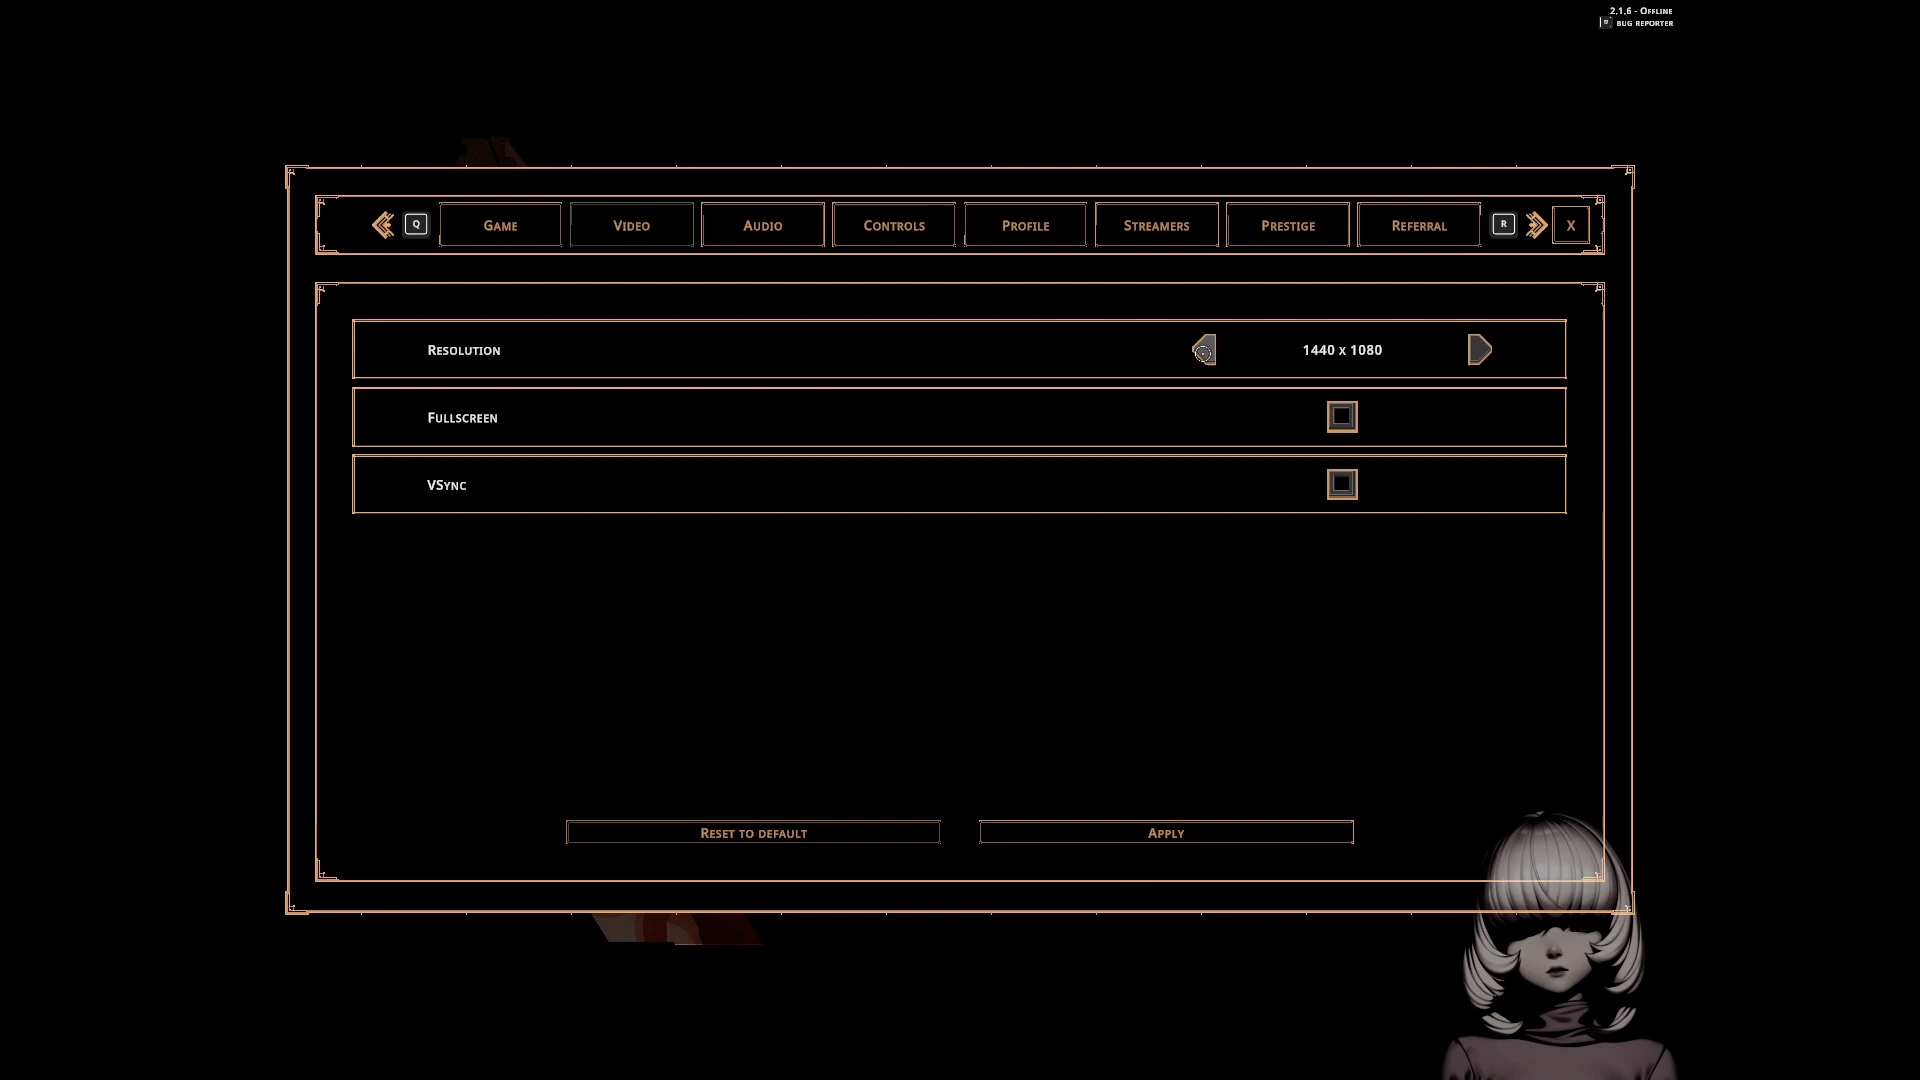 2.1.6 - Offline
bug reporter
Q
Game
Video
Audio
Controls
Profile
Streamers
Prestige
Referral
R
X
Resolution
1440 x 1080
Fullscreen
VSync
Reset to default
Apply